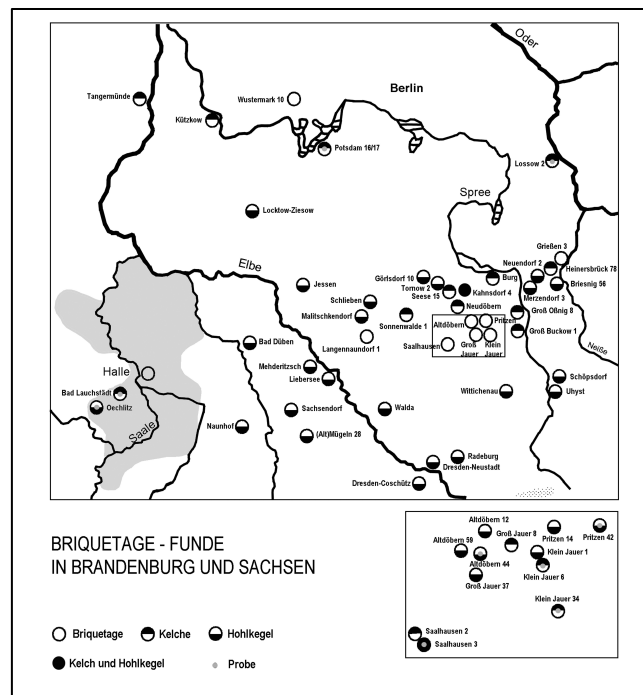 Oder
Berlin
Tangermünde
Wustermark 10
Kützkow
Potsdam 16/17
Lossow 2
Spree
Locktow-Ziesow
Grießen 3
Elbe
Neuendorf 2
Heinersbrück 78
Görlsdorf 10
Burg
Jessen
Tornow 2
Briesnig 56
Seese 15
Kahnsdorf 4
Merzendorf 3
Schlieben
Neudöbern
Groß Oßnig 8
Malitschkendorf
Sonnenwalde 1
Altdöbern
Pritzen
Groß Buckow 1
Bad Düben
Langennaundorf 1
Saalhausen
Groß Jauer
Klein Jauer
Neiße
Halle
Mehderitzsch
Liebersee
Schöpsdorf
Bad Lauchstädt
Wittichenau
Uhyst
Oechlitz
Sachsendorf
Walda
Saale
Naunhof
(Alt)Mügeln 28
Radeburg
Dresden-Neustadt
Dresden-Coschütz
BRIQUETAGE - FUNDE
IN BRANDENBURG UND SACHSEN
Briquetage
Kelche
Hohlkegel
Kelch und Hohlkegel
Probe
Altdöbern 12
Pritzen 42
Groß Jauer 8
Pritzen 14
Altdöbern 59
Klein Jauer 1
Altdöbern 44
Klein Jauer 6
Groß Jauer 37
Klein Jauer 34
Saalhausen 2
Saalhausen 3